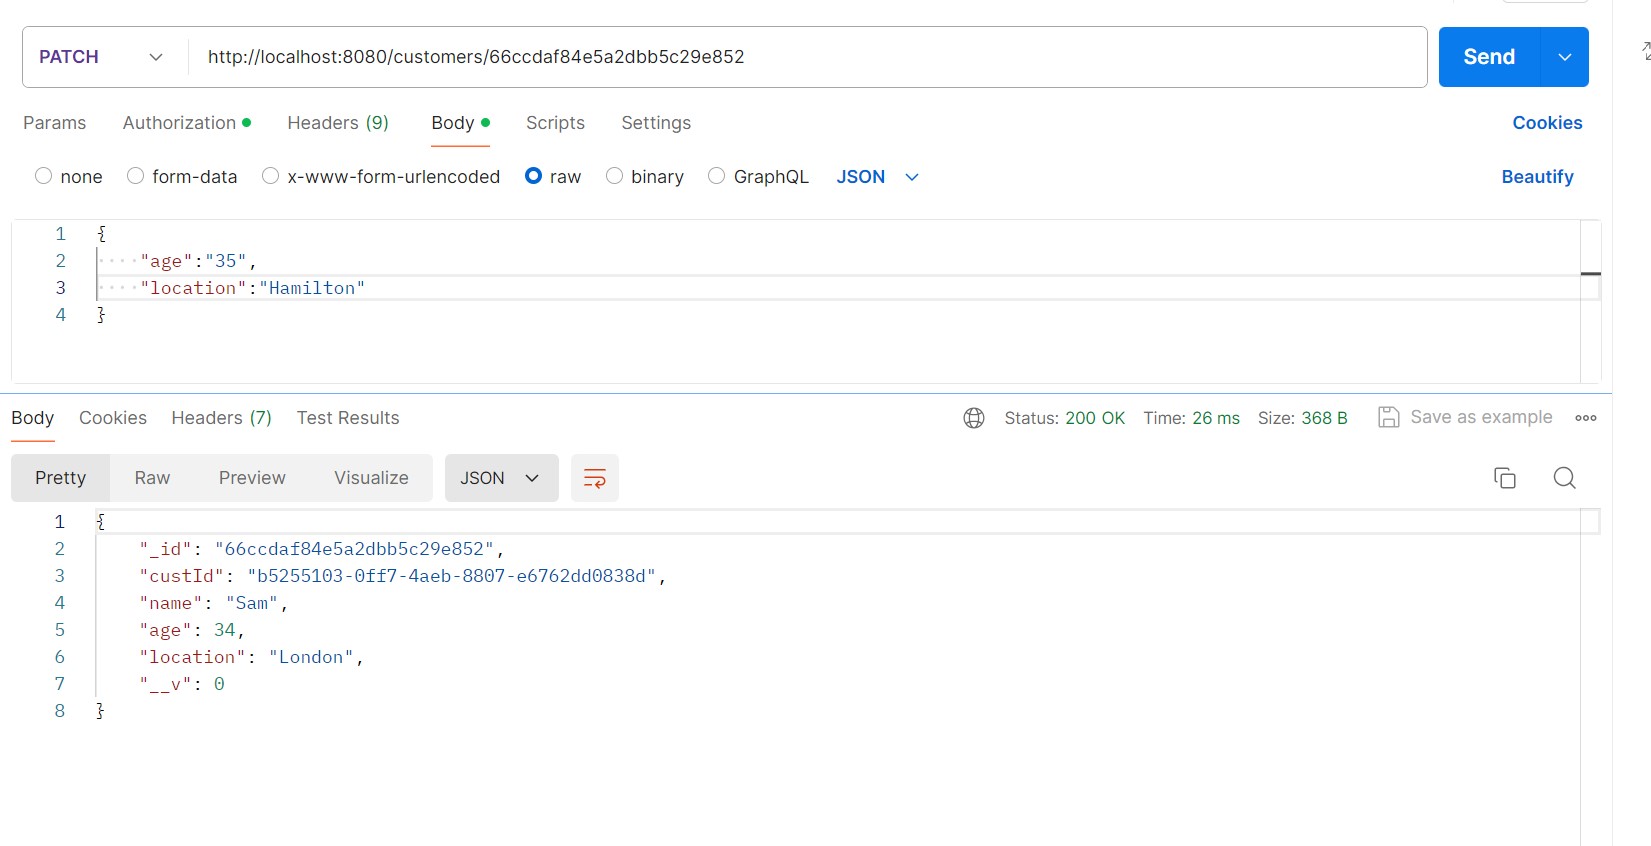 PATCH http://localhost:8080/customers/66ccdaf84e5a2dbb5c29e852 Send
Params Authorization Headers (9) Body Scripts Settings Cookies
none form-data x-www-form-urlencoded raw binary GraphQL JSON Beautify
1 {
2 ····"age":"35",
3 ····"location":"Hamilton"
4 }
Body Cookies Headers (7) Test Results Status: 200 OK Time: 26 ms Size: 368 B Save as example
Pretty Raw Preview Visualize JSON
1 {
2 "_id": "66ccdaf84e5a2dbb5c29e852",
3 "custId": "b5255103-0ff7-4aeb-8807-e6762dd0838d",
4 "name": "Sam",
5 "age": 34,
6 "location": "London",
7 "__v": 0
8 }